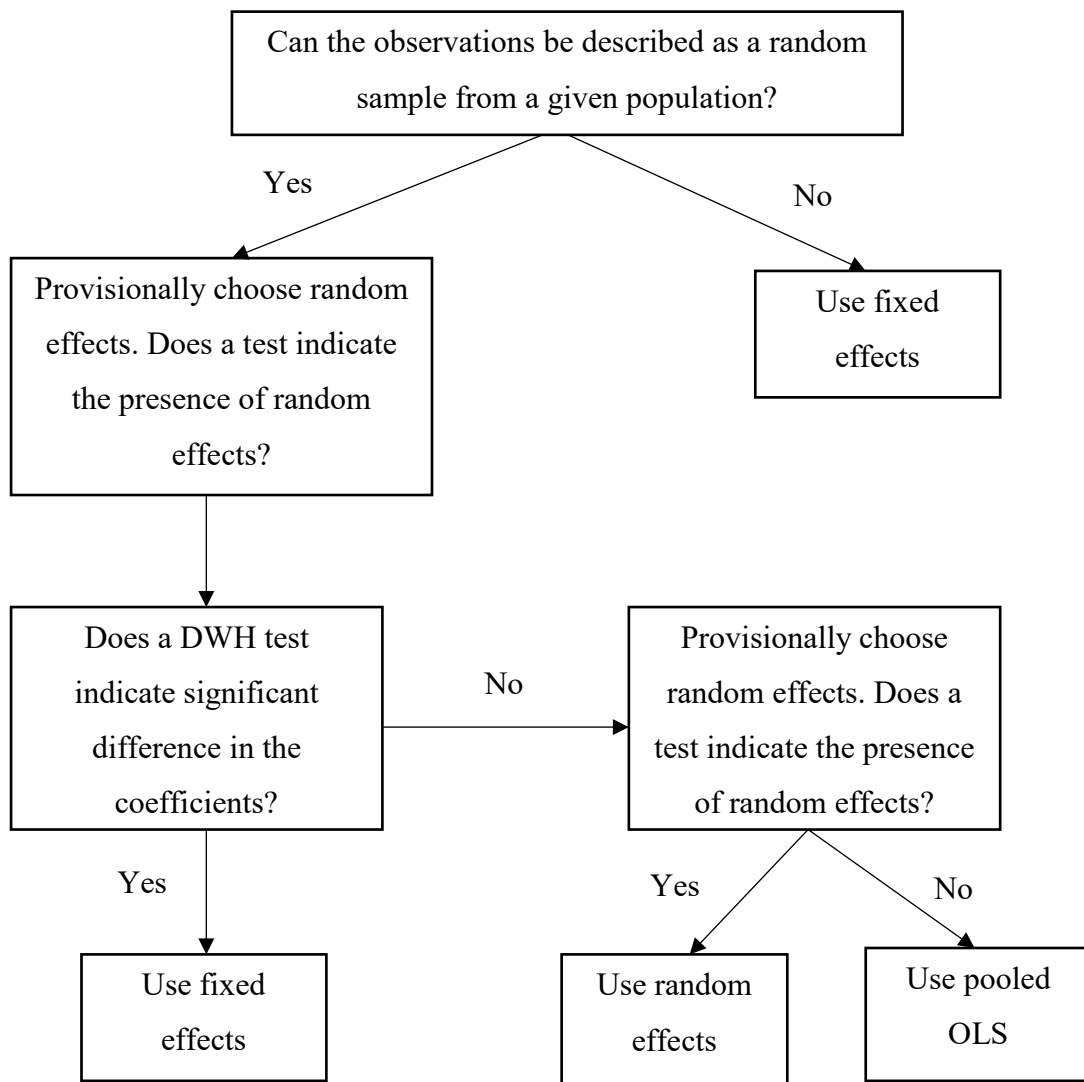 Can the observations be described as a random
sample from a given population?
Yes
No
Provisionally choose random
effects. Does a test indicate
the presence of random
effects?
Use fixed
effects
Does a DWH test
indicate significant
difference in the
coefficients?
No
Provisionally choose
random effects. Does a
test indicate the presence
of random effects?
Yes
Yes
No
Use fixed
effects
Use random
effects
Use pooled
OLS